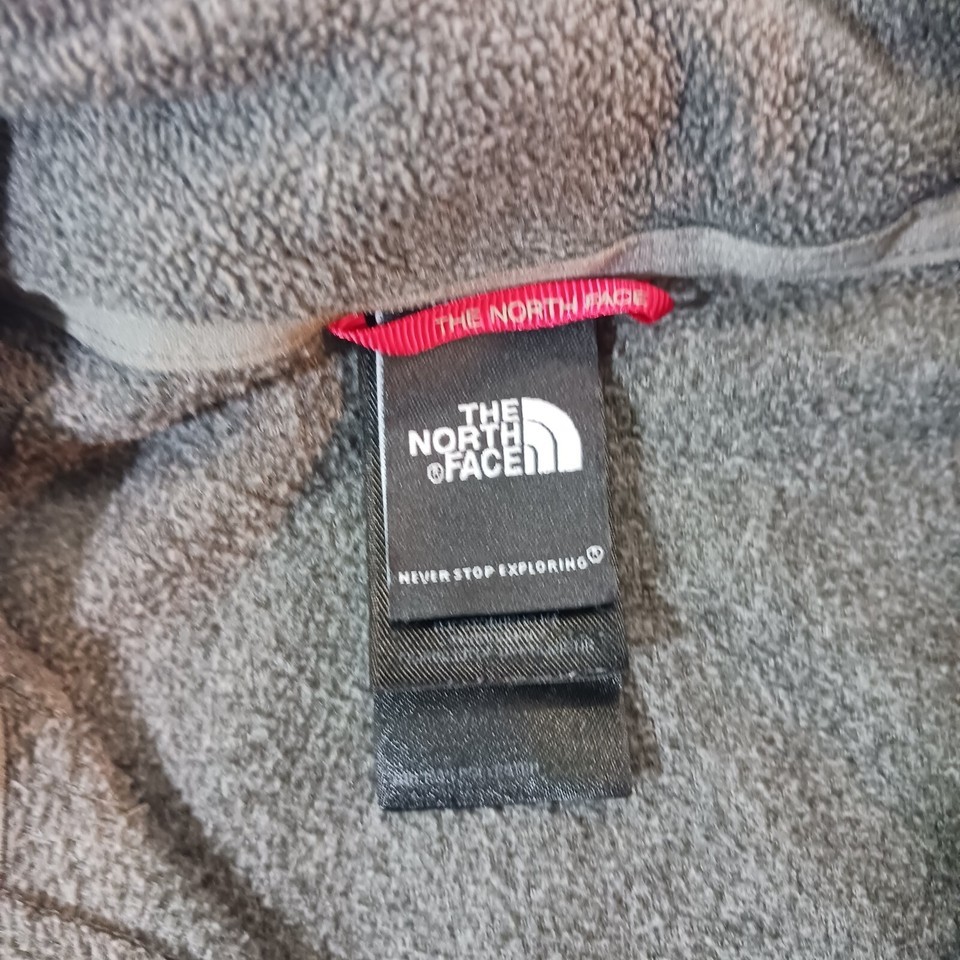 THE NORTH FACE
THE
NORTH
®FACE
NEVER STOP EXPLORING®